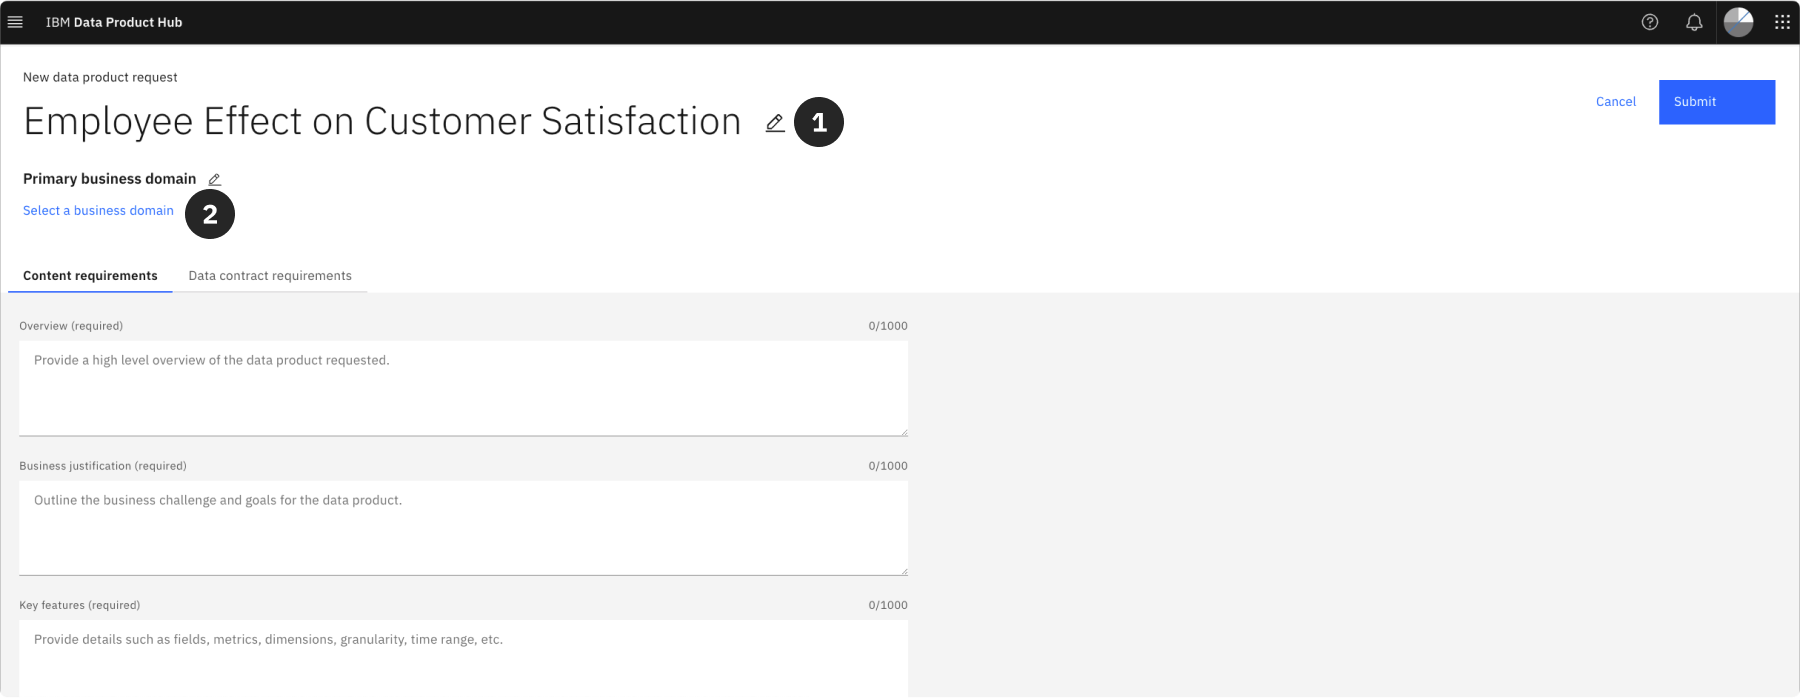 IBM Data Product Hub
New data product request
Employee Effect on Customer Satisfaction
1
Cancel
Submit
Primary business domain
Select a business domain
2
Content requirements
Data contract requirements
Overview (required)
0/1000
Provide a high level overview of the data product requested.
Business justification (required)
0/1000
Outline the business challenge and goals for the data product.
Key features (required)
0/1000
Provide details such as fields, metrics, dimensions, granularity, time range, etc.